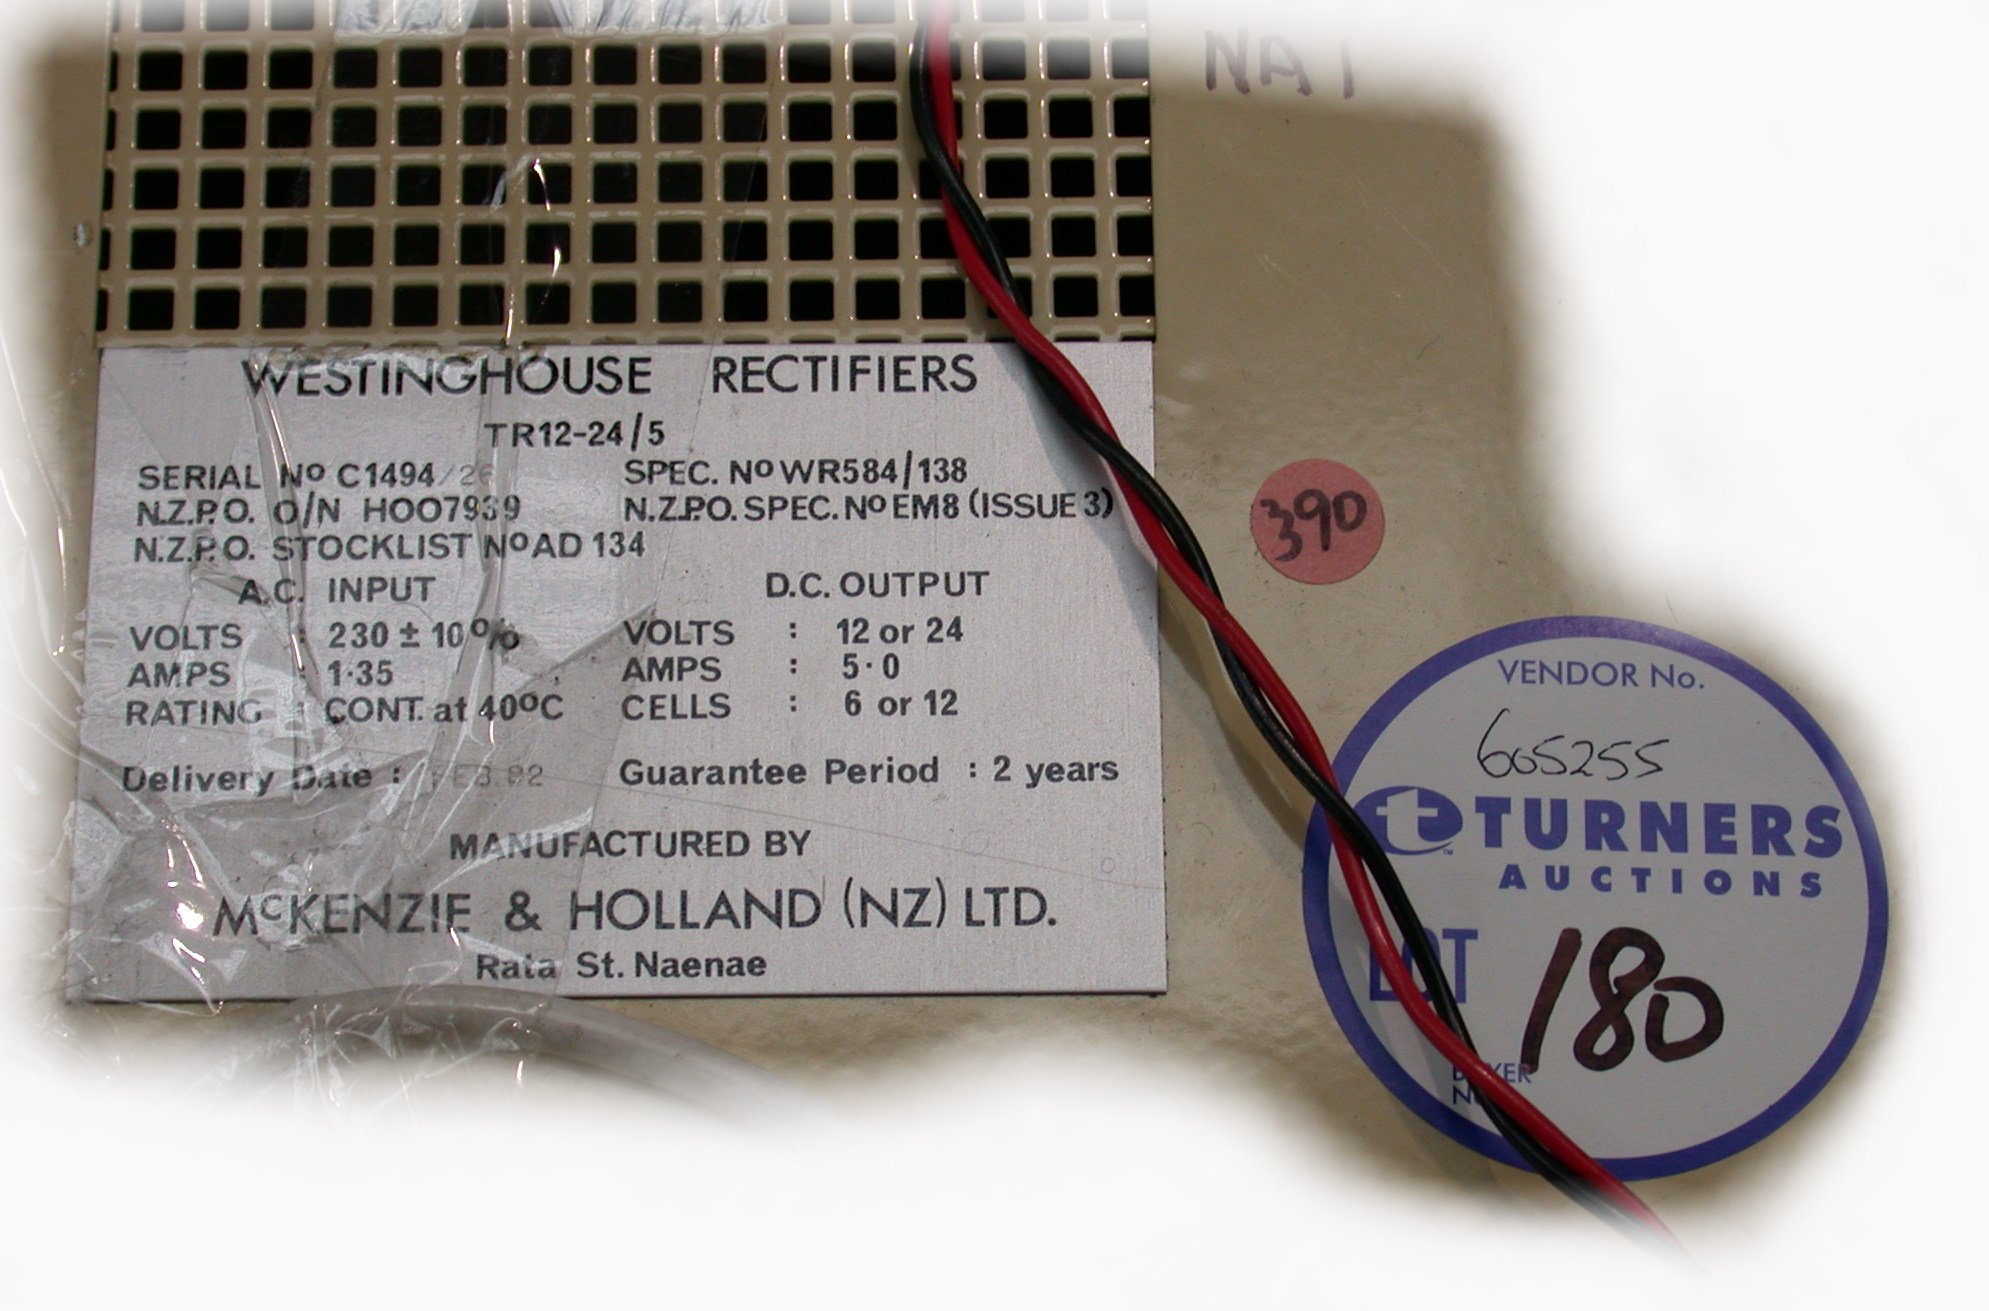 WESTINGHOUSE RECTIFIERS
TR12-24/5
SERIAL Nº C1494/26 SPEC. Nº WR584/138
N.Z.P.O. O/N HOO7939 N.Z.P.O. SPEC. Nº EM8 (ISSUE 3)
N.Z.P.O. STOCKLIST Nº AD 134
A.C. INPUT D.C. OUTPUT
VOLTS : 230 ± 10% VOLTS : 12 or 24
AMPS : 1·35 AMPS : 5·0
RATING : CONT. at 40ºC CELLS : 6 or 12
Delivery Date : Guarantee Period : 2 years
MANUFACTURED BY
McKENZIE & HOLLAND (NZ) LTD.
Rata St. Naenae
390
VENDOR No.
605255
t TURNERS
AUCTIONS
LOT 180
BUYER
No.